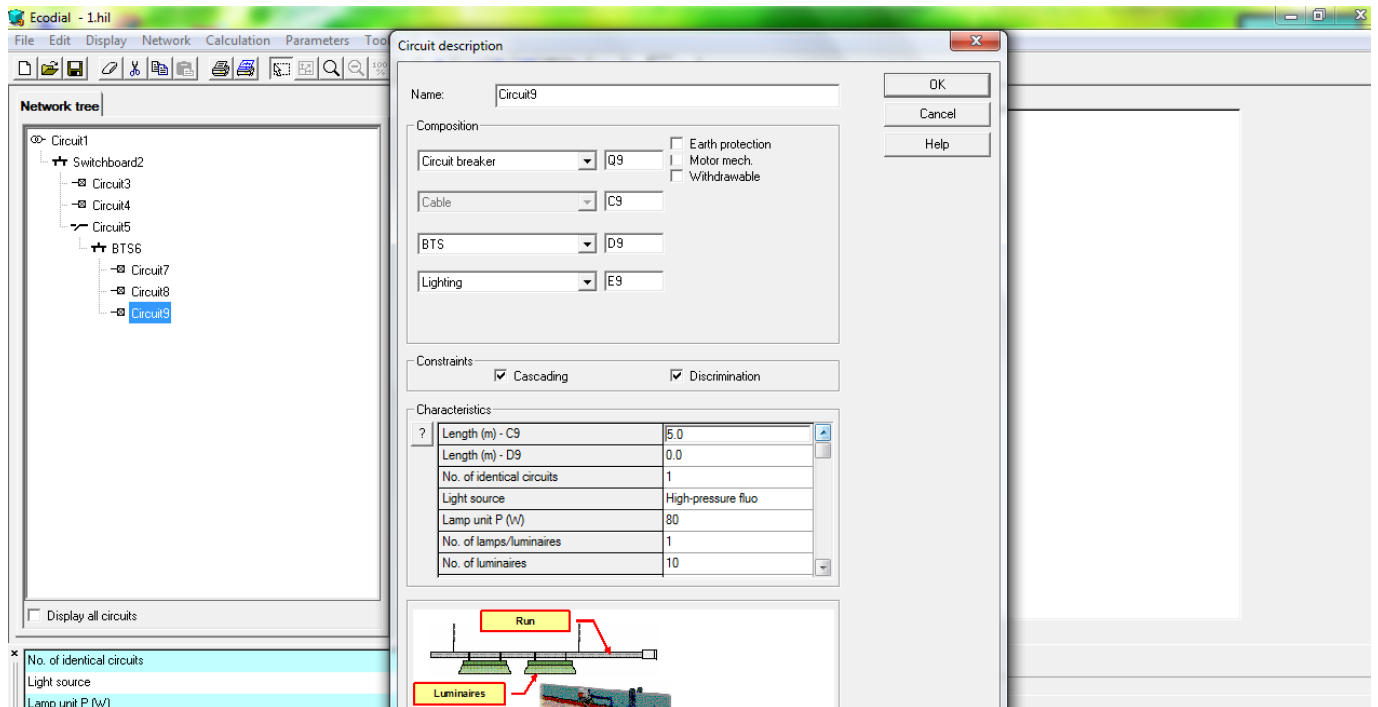 Ecodial - 1.hil
File Edit Display Network Calculation Parameters Too
Network tree
Circuit1
Switchboard2
Circuit3
Circuit4
Circuit5
BTS6
Circuit7
Circuit8
Circuit9
Display all circuits
No. of identical circuits
Light source
Lamp unit P (W)
Circuit description
Name: Circuit9
OK
Cancel
Help
Composition
Circuit breaker Q9
Earth protection
Motor mech.
Withdrawable
Cable C9
BTS D9
Lighting E9
Constraints
Cascading Discrimination
Characteristics
? Length (m) - C9 5.0
Length (m) - D9 0.0
No. of identical circuits 1
Light source High-pressure fluo
Lamp unit P (W) 80
No. of lamps/luminaires 1
No. of luminaires 10
Run
Luminaires